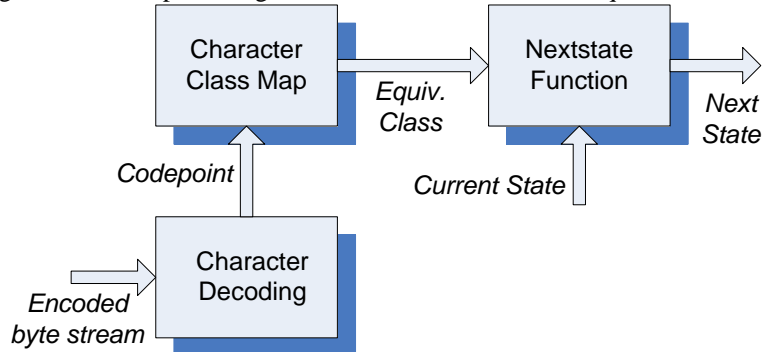 Character
Class Map
Nextstate
Function
Equiv.
Class
Next
State
Codepoint
Current State
Character
Decoding
Encoded
byte stream